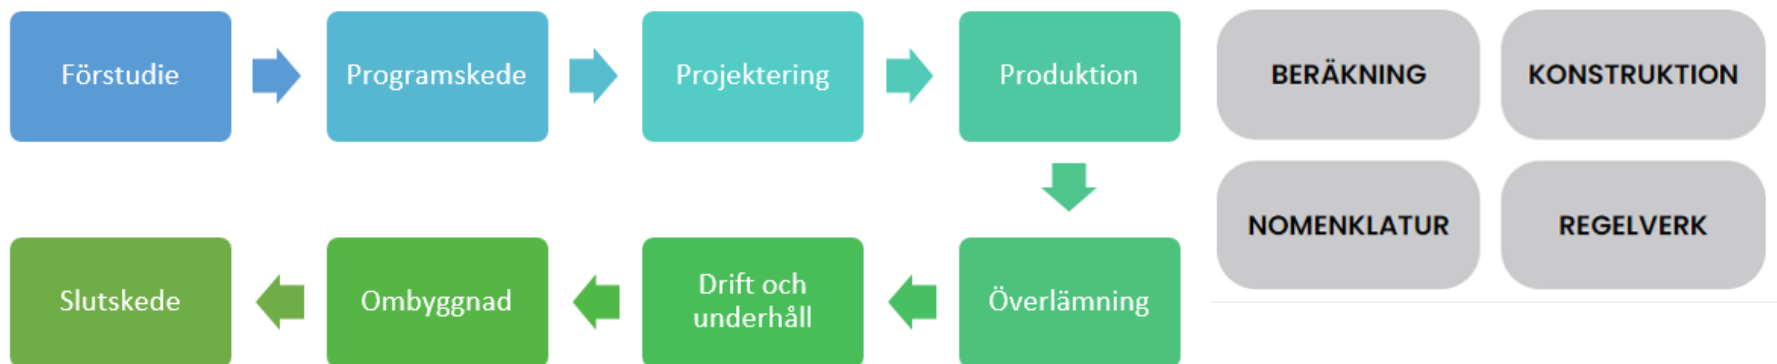 Förstudie
Programskede
Projektering
Produktion
BERÄKNING
KONSTRUKTION
NOMENKLATUR
REGELVERK
Slutskede
Ombyggnad
Drift och
underhåll
Överlämning